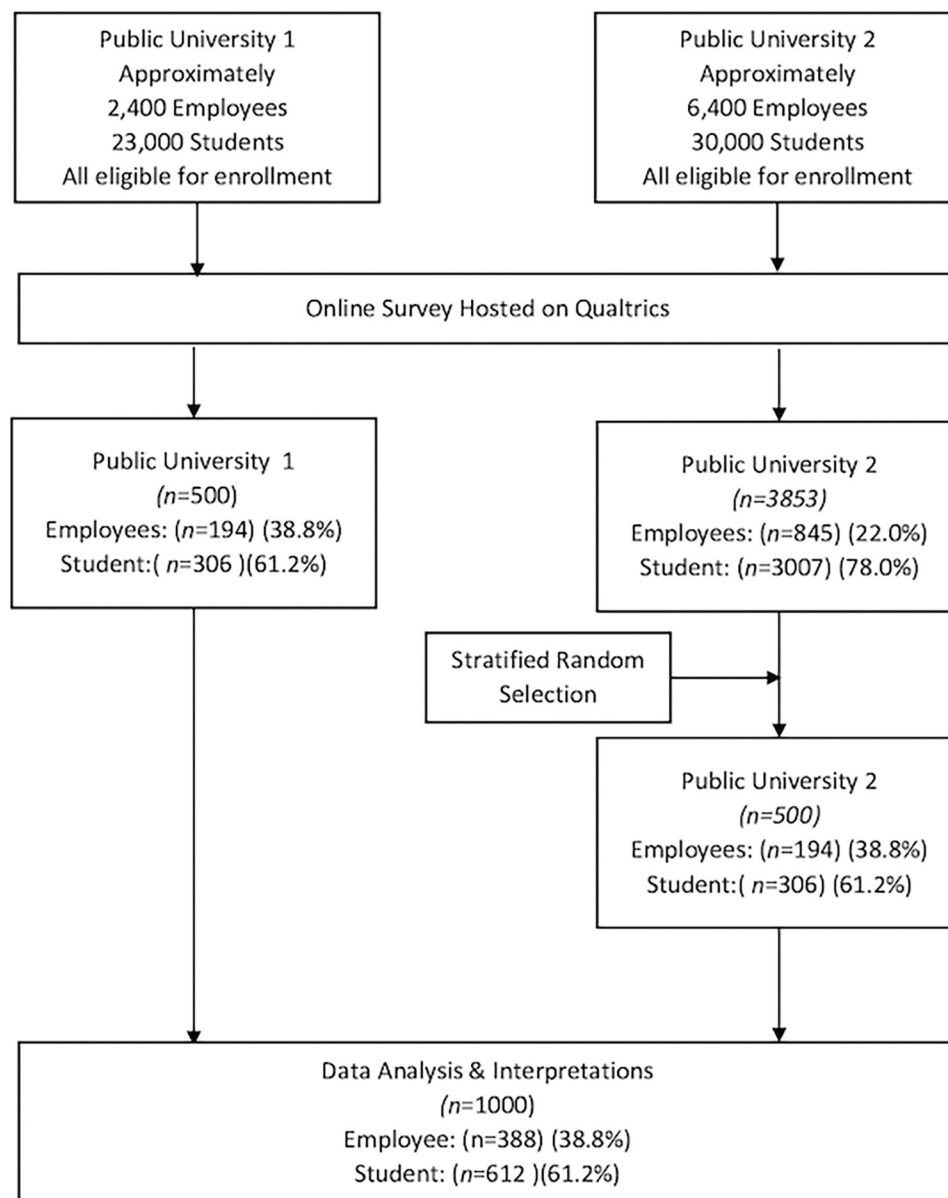 Public University 1
Approximately
2,400 Employees
23,000 Students
All eligible for enrollment
Public University 2
Approximately
6,400 Employees
30,000 Students
All eligible for enrollment
Online Survey Hosted on Qualtrics
Public University 1
(n=500)
Employees: (n=194) (38.8%)
Student:( n=306 )(61.2%)
Public University 2
(n=3853)
Employees: (n=845) (22.0%)
Student: (n=3007) (78.0%)
Stratified Random
Selection
Public University 2
(n=500)
Employees: (n=194) (38.8%)
Student:( n=306) (61.2%)
Data Analysis & Interpretations
(n=1000)
Employee: (n=388) (38.8%)
Student: (n=612 )(61.2%)